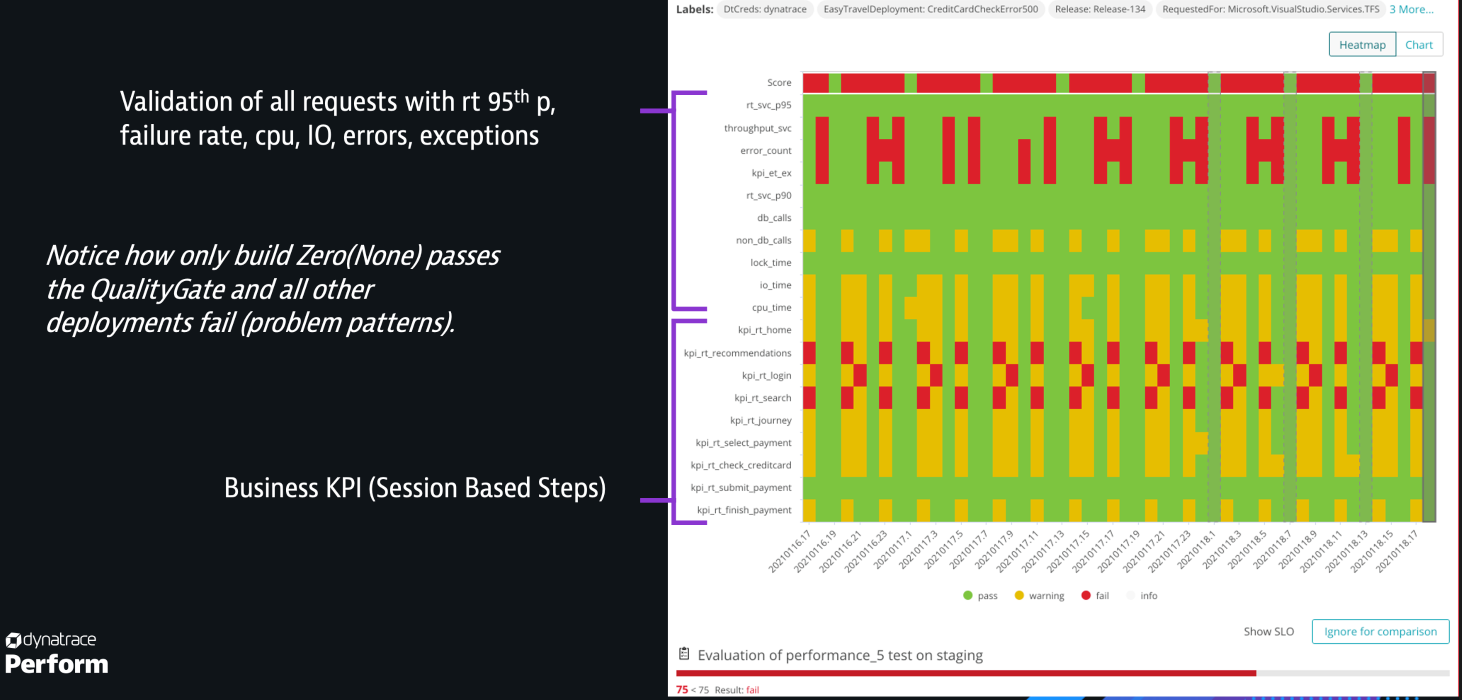 Labels: DtCreds: dynatrace EasyTravelDeployment: CreditCardCheckError500 Release: Release-134 RequestedFor: Microsoft.VisualStudio.Services.TFS 3 More...
Heatmap Chart
Validation of all requests with rt 95th p,
failure rate, cpu, IO, errors, exceptions
Notice how only build Zero(None) passes
the QualityGate and all other
deployments fail (problem patterns).
Business KPI (Session Based Steps)
Score
rt_svc_p95
throughput_svc
error_count
kpi_et_ex
rt_svc_p90
db_calls
non_db_calls
lock_time
io_time
cpu_time
kpi_rt_home
kpi_rt_recommendations
kpi_rt_login
kpi_rt_search
kpi_rt_journey
kpi_rt_select_payment
kpi_rt_check_creditcard
kpi_rt_submit_payment
kpi_rt_finish_payment
20210116.17 20210116.19 20210116.21 20210116.23 20210117.1 20210117.3 20210117.5 20210117.7 20210117.9 20210117.11 20210117.13 20210117.15 20210117.17 20210117.19 20210117.21 20210117.23 20210118.1 20210118.3 20210118.5 20210118.7 20210118.9 20210118.11 20210118.13 20210118.15 20210118.17
pass warning fail info
Show SLO Ignore for comparison
Evaluation of performance_5 test on staging
75 < 75 Result: fail
dynatrace
Perform